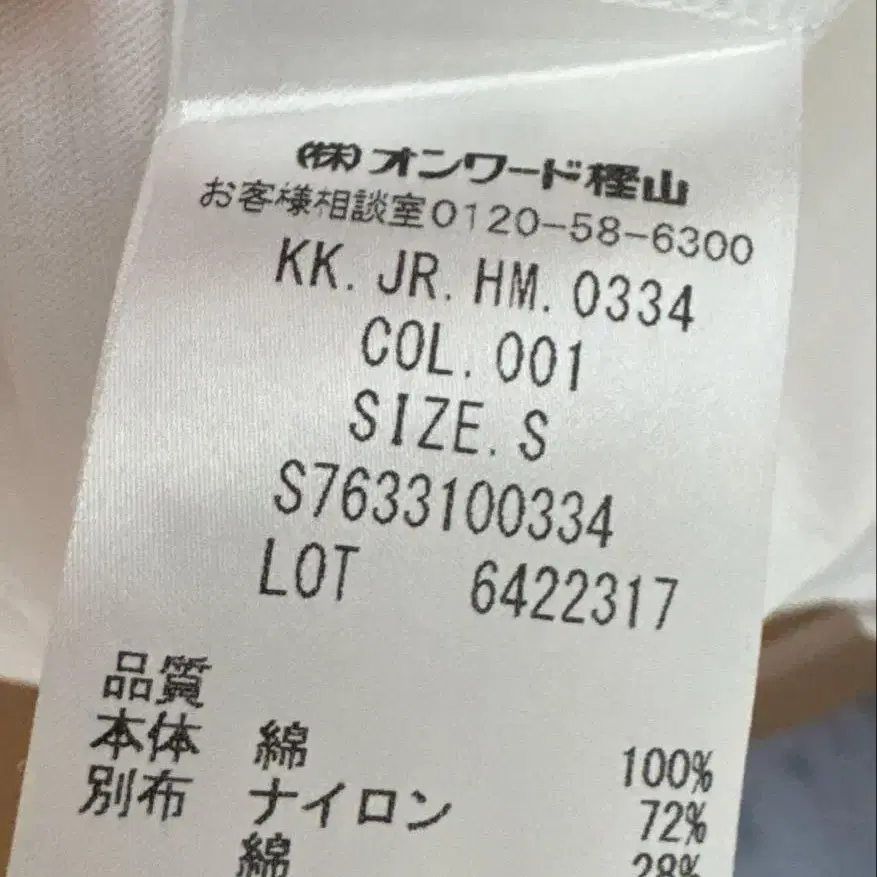 (株)オンワード樫山
お客様相談室0120-58-6300
KK.JR.HM.0334
COL.001
SIZE.S
S7633100334
LOT 6422317
品質
本体 綿 100%
別布 ナイロン 72%
綿 28%